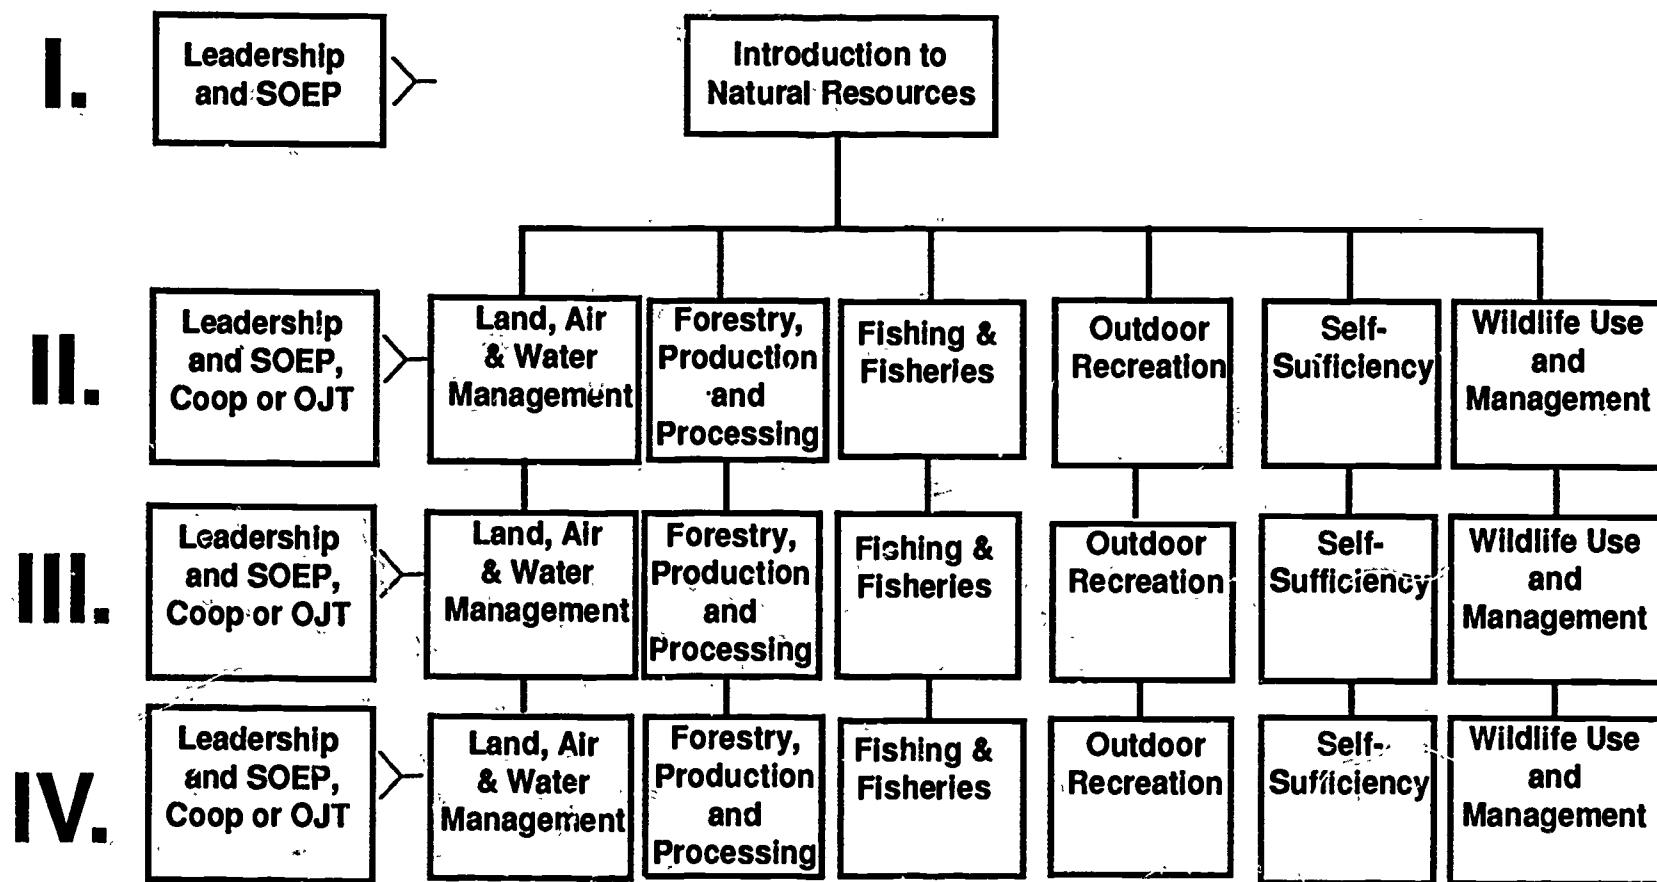 I.
Leadership
and SOEP
Introduction to
Natural Resources
II.
Leadership
and SOEP,
Coop or OJT
Land, Air
& Water
Management
Forestry,
Production
and
Processing
Fishing &
Fisheries
Outdoor
Recreation
Self-
Sufficiency
Wildlife Use
and
Management
III.
Leadership
and SOEP,
Coop or OJT
Land, Air
& Water
Management
Forestry,
Production
and
Processing
Fishing &
Fisheries
Outdoor
Recreation
Self-
Sufficiency
Wildlife Use
and
Management
IV.
Leadership
and SOEP,
Coop or OJT
Land, Air
& Water
Management
Forestry,
Production
and
Processing
Fishing &
Fisheries
Outdoor
Recreation
Self-
Sufficiency
Wildlife Use
and
Management